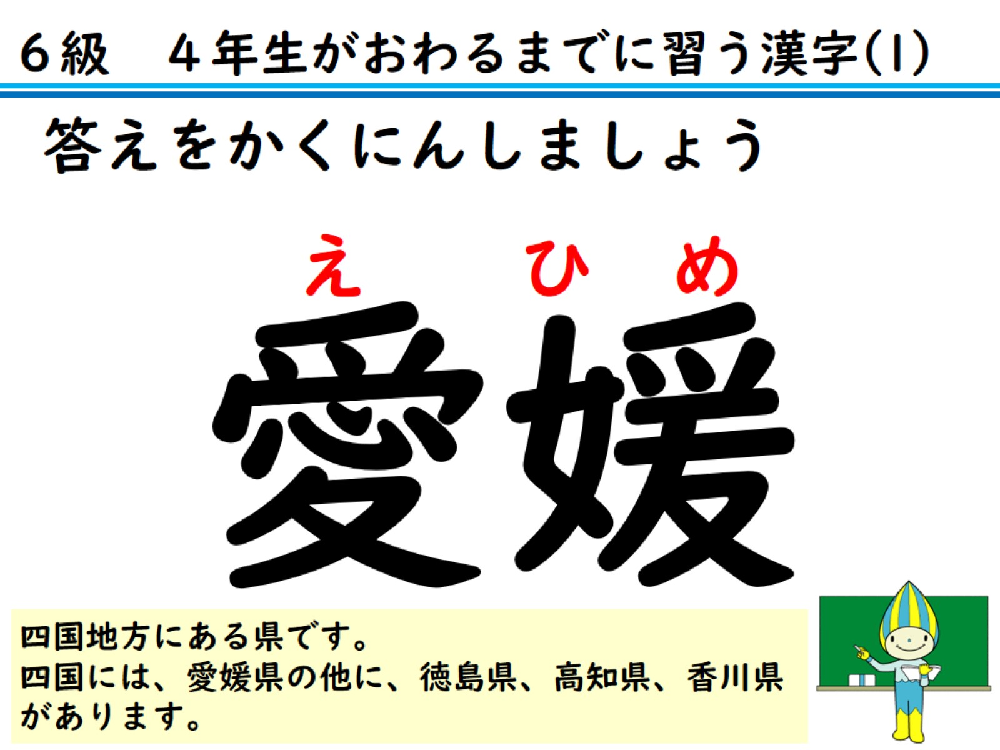 ６級　４年生がおわるまでに習う漢字(1)
答えをかくにんしましょう
え　ひ　め
愛媛
四国地方にある県です。
四国には、愛媛県の他に、徳島県、高知県、香川県
があります。